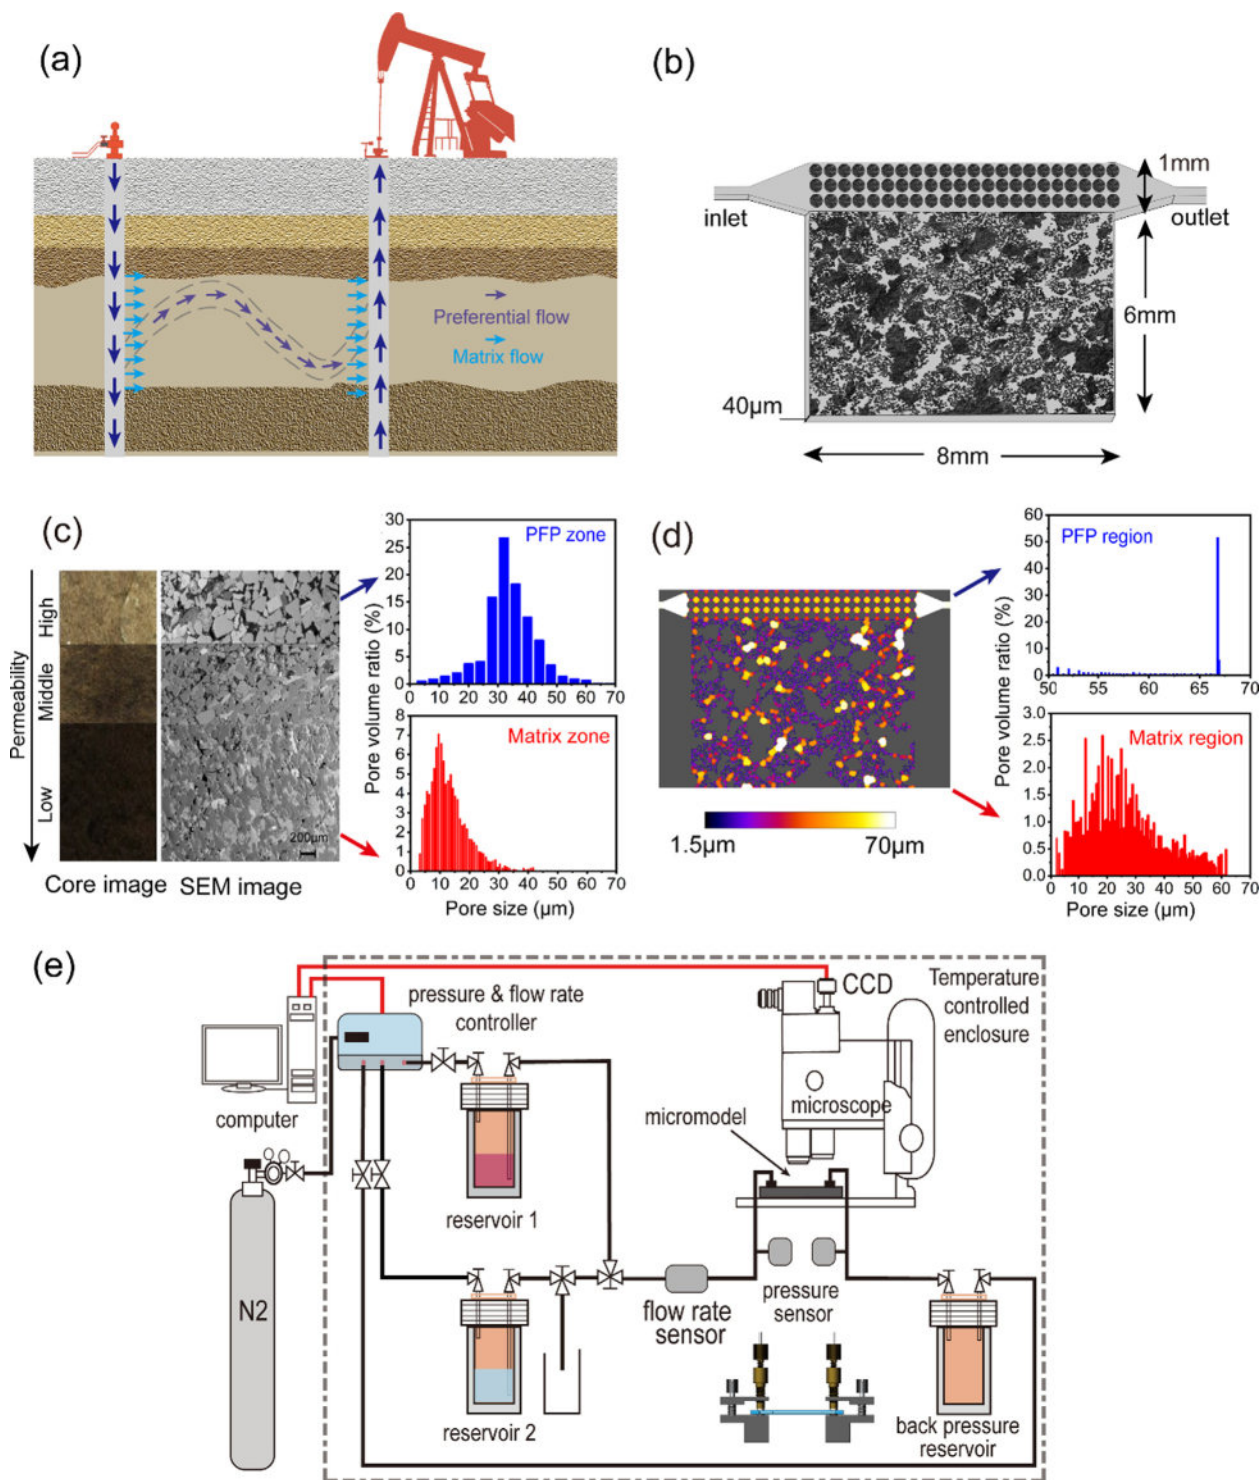 (a)
Preferential flow
Matrix flow
(b)
1mm
inlet
outlet
6mm
40μm
8mm
(c)
Permeability
High
Middle
Low
200μm
Core image
SEM image
Pore volume ratio (%)
30
25
20
15
10
5
0
PFP zone
0 10 20 30 40 50 60 70
8
7
6
5
4
3
2
1
0
Matrix zone
0 10 20 30 40 50 60 70
Pore size (μm)
(d)
1.5μm
70μm
Pore volume ratio (%)
60
50
40
30
20
10
0
PFP region
50 55 60 65 70
3.0
2.5
2.0
1.5
1.0
0.5
0.0
Matrix region
0 10 20 30 40 50 60 70
Pore size (μm)
(e)
computer
pressure & flow rate
controller
CCD
Temperature
controlled
enclosure
microscope
micromodel
reservoir 1
N2
flow rate
sensor
pressure
sensor
reservoir 2
back pressure
reservoir